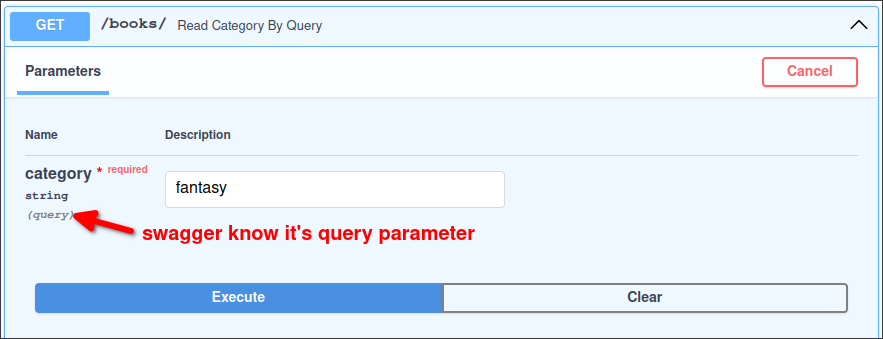 GET /books/ Read Category By Query
Parameters
Cancel
Name Description
category * required
fantasy
string
(query)
swagger know it's query parameter
Execute Clear